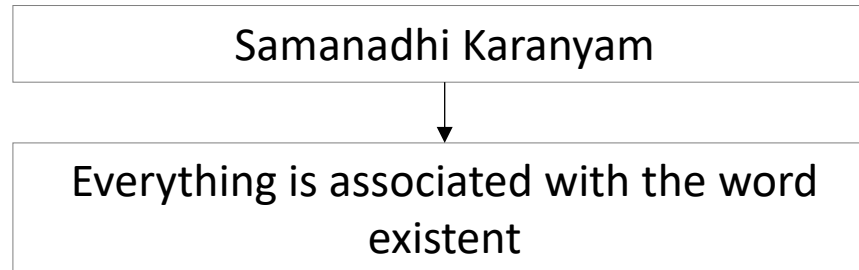 Samanadhi Karanyam
Everything is associated with the word
existent